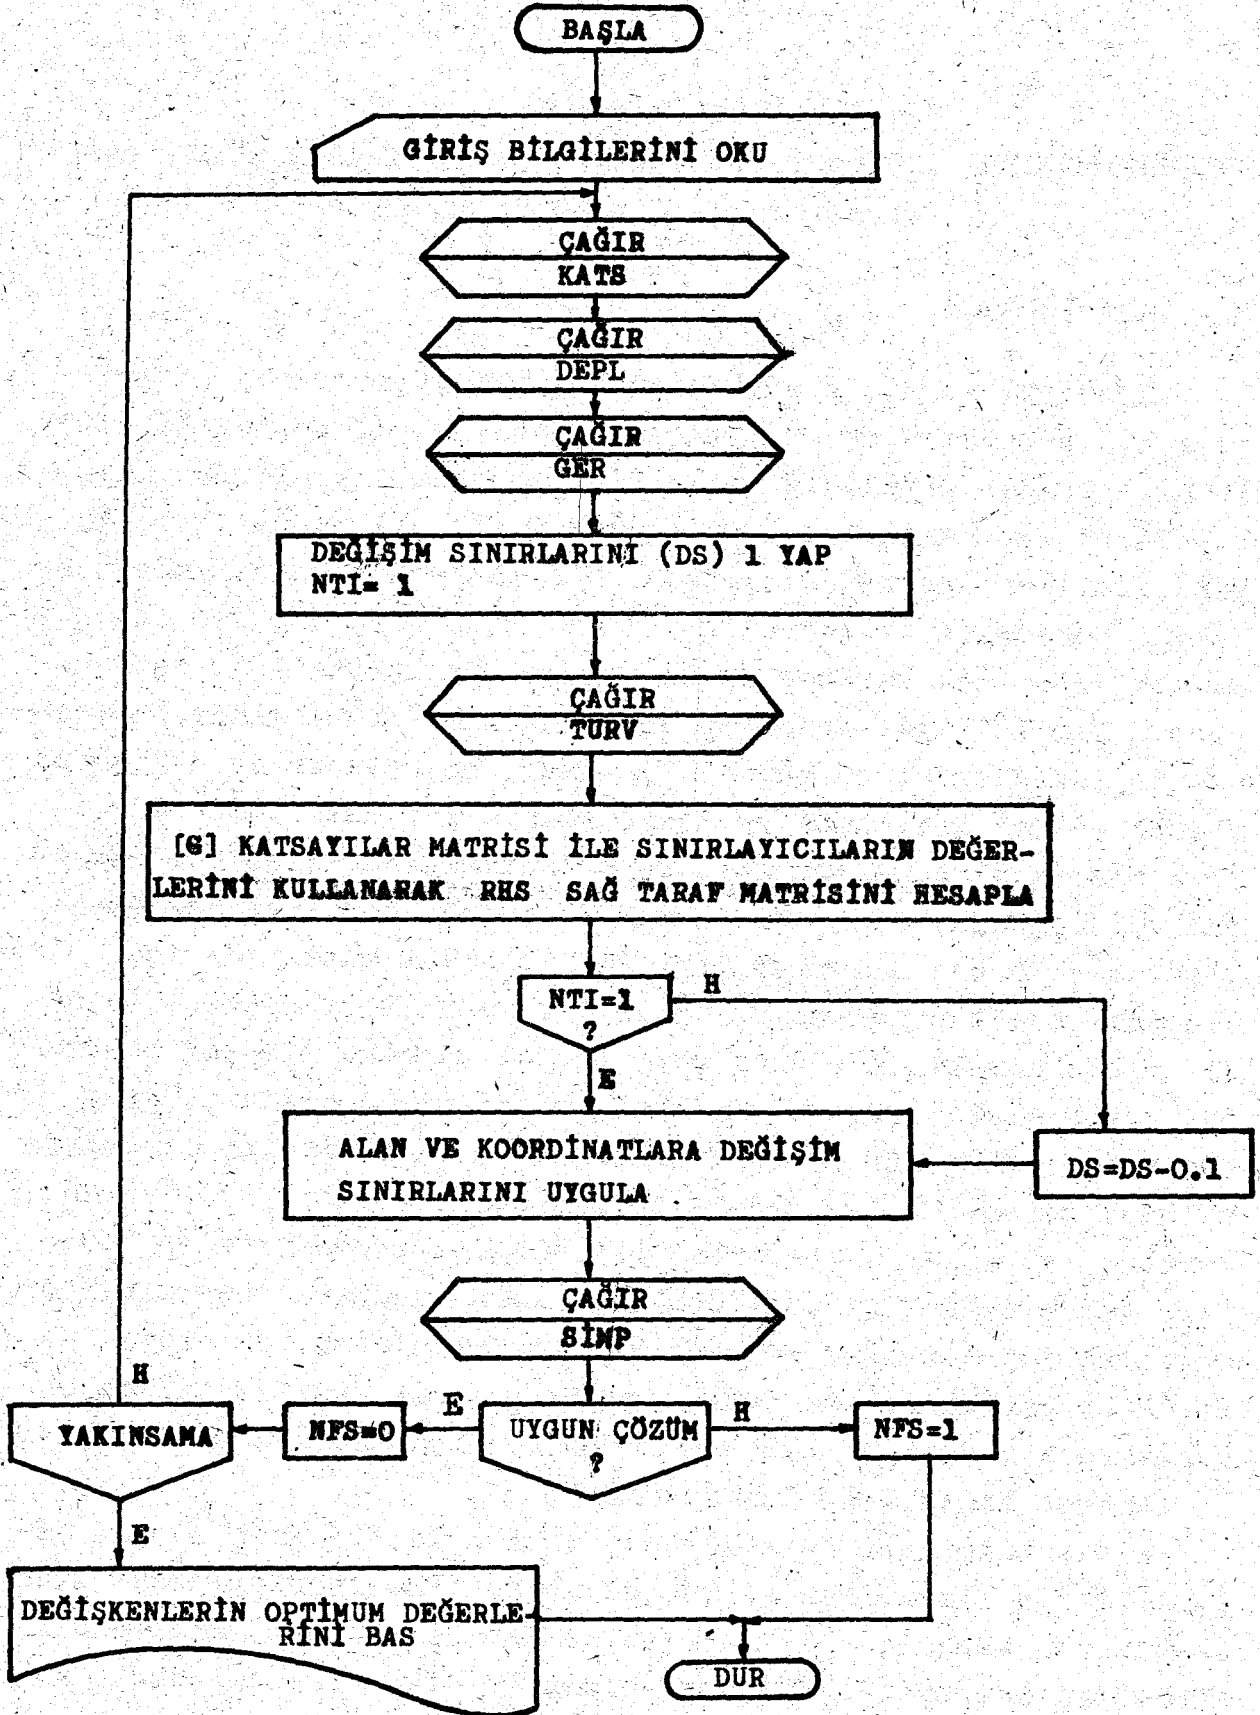 BAŞLA
GİRİŞ BİLGİLERİNİ OKU
ÇAĞIR
KATS
ÇAĞIR
DEPL
ÇAĞIR
GER
DEĞİŞİM SINIRLARINI (DS) 1 YAP
NTI= 1
ÇAĞIR
TURV
[G] KATSAYILAR MATRİSİ İLE SINIRLAYICILARIN DEĞER-
LERİNİ KULLANARAK RHS SAĞ TARAF MATRİSİNİ HESAPLA
NTI=1
?
H
E
ALAN VE KOORDİNATLARA DEĞİŞİM
SINIRLARINI UYGULA
DS=DS-0.1
ÇAĞIR
SİMP
H
YAKINSAMA
NFS=0
E
UYGUN ÇÖZÜM
?
H
NFS=1
E
DEĞİŞKENLERİN OPTİMUM DEĞERLE-
RİNİ BAS
DUR